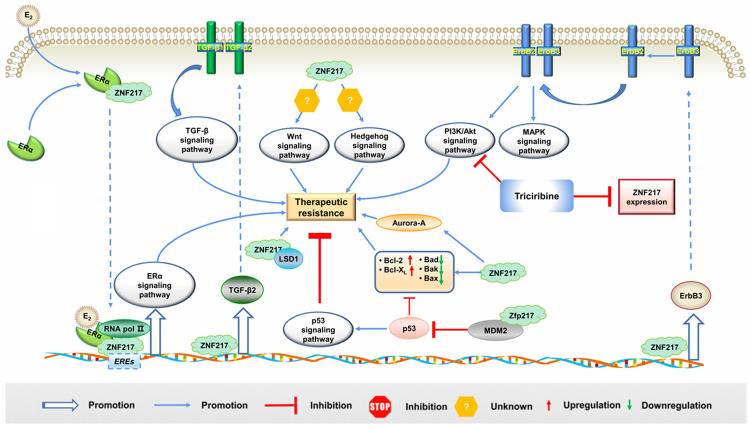 E2
TGF-β1 TGF-β2
ErbB2 ErbB3
ErbB2 ErbB3
ERα
ZNF217
ZNF217
?
?
ERα
TGF-β
signaling
pathway
Wnt
signaling
pathway
Hedgehog
signaling
pathway
PI3K/Akt
signaling
pathway
MAPK
signaling
pathway
Therapeutic
resistance
Triciribine
ZNF217
expression
Aurora-A
ZNF217
LSD1
• Bcl-2
• Bcl-XL
• Bad
• Bak
• Bax
ZNF217
ERα
signaling
pathway
TGF-β2
ErbB3
E2
ERα
RNA pol II
ZNF217
EREs
ZNF217
p53
signaling
pathway
p53
MDM2
Zfp217
ZNF217
Promotion
Promotion
Inhibition
STOP
Inhibition
?
Unknown
Upregulation
Downregulation